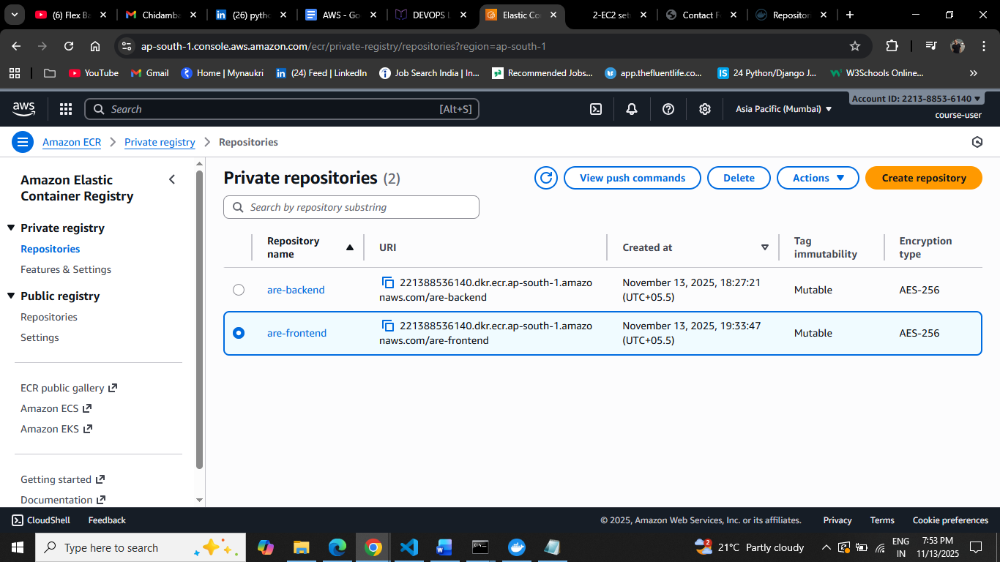 (6) Flex Ba
Chidamba
(26) pytho
AWS - Go
DEVOPS L
Elastic Co
2-EC2 set
Contact F
Repositor
ap-south-1.console.aws.amazon.com/ecr/private-registry/repositories?region=ap-south-1
YouTube
Gmail
Home | Mynaukri
(24) Feed | LinkedIn
Job Search India | In...
Recommended Jobs...
app.thefluentlife.co...
24 Python/Django J...
W3Schools Online...
aws
Search
[Alt+S]
Asia Pacific (Mumbai)
Account ID: 2213-8853-6140
course-user
Amazon ECR
Private registry
Repositories
Amazon Elastic
Container Registry
Private registry
Repositories
Features & Settings
Public registry
Repositories
Settings
ECR public gallery
Amazon ECS
Amazon EKS
Getting started
Documentation
Private repositories (2)
View push commands
Delete
Actions
Create repository
Search by repository substring
Repository
name
URI
Created at
Tag
immutability
Encryption
type
are-backend
221388536140.dkr.ecr.ap-south-1.amazo
naws.com/are-backend
November 13, 2025, 18:27:21
(UTC+05.5)
Mutable
AES-256
are-frontend
221388536140.dkr.ecr.ap-south-1.amazo
naws.com/are-frontend
November 13, 2025, 19:33:47
(UTC+05.5)
Mutable
AES-256
CloudShell
Feedback
© 2025, Amazon Web Services, Inc. or its affiliates.
Privacy
Terms
Cookie preferences
Type here to search
2
21°C Partly cloudy
ENG
IN
7:53 PM
11/13/2025